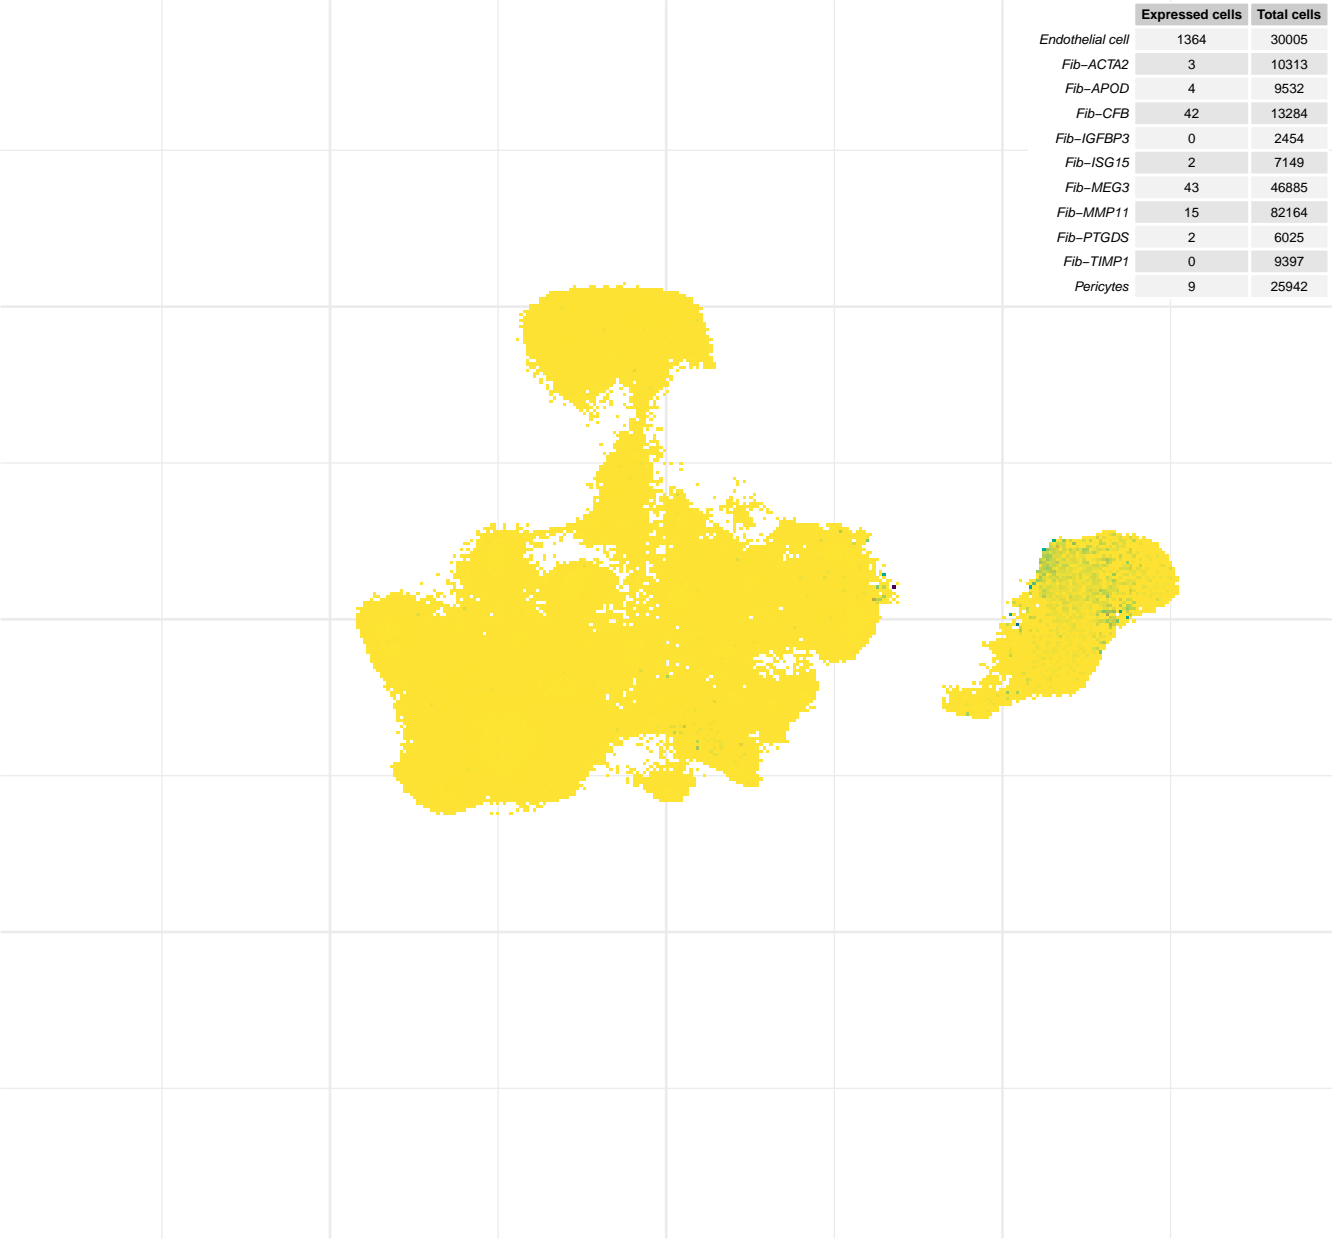 Expressed cells Total cells
Endothelial cell 1364 30005
Fib−ACTA2 3 10313
Fib−APOD 4 9532
Fib−CFB 42 13284
Fib−IGFBP3 0 2454
Fib−ISG15 2 7149
Fib−MEG3 43 46885
Fib−MMP11 15 82164
Fib−PTGDS 2 6025
Fib−TIMP1 0 9397
Pericytes 9 25942